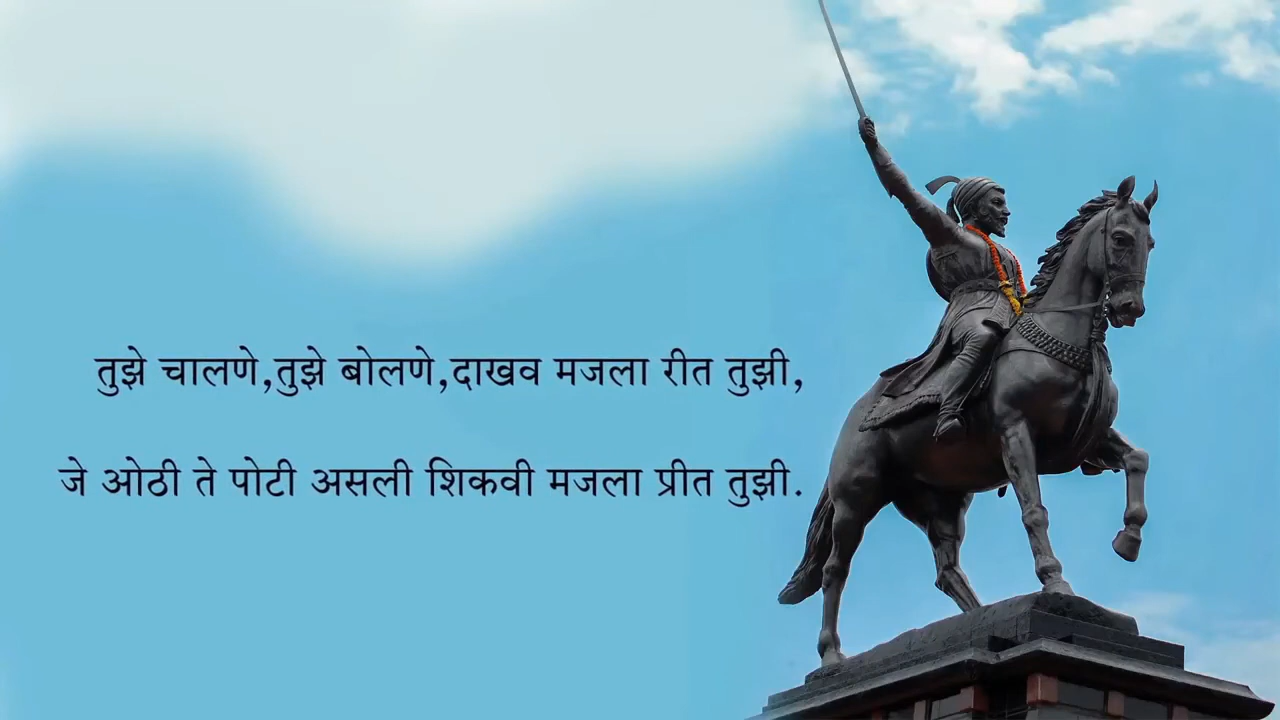 तुझे चालणे,तुझे बोलणे,दाखव मजला रीत तुझी,
जे ओठी ते पोटी असली शिकवी मजला प्रीत तुझी.